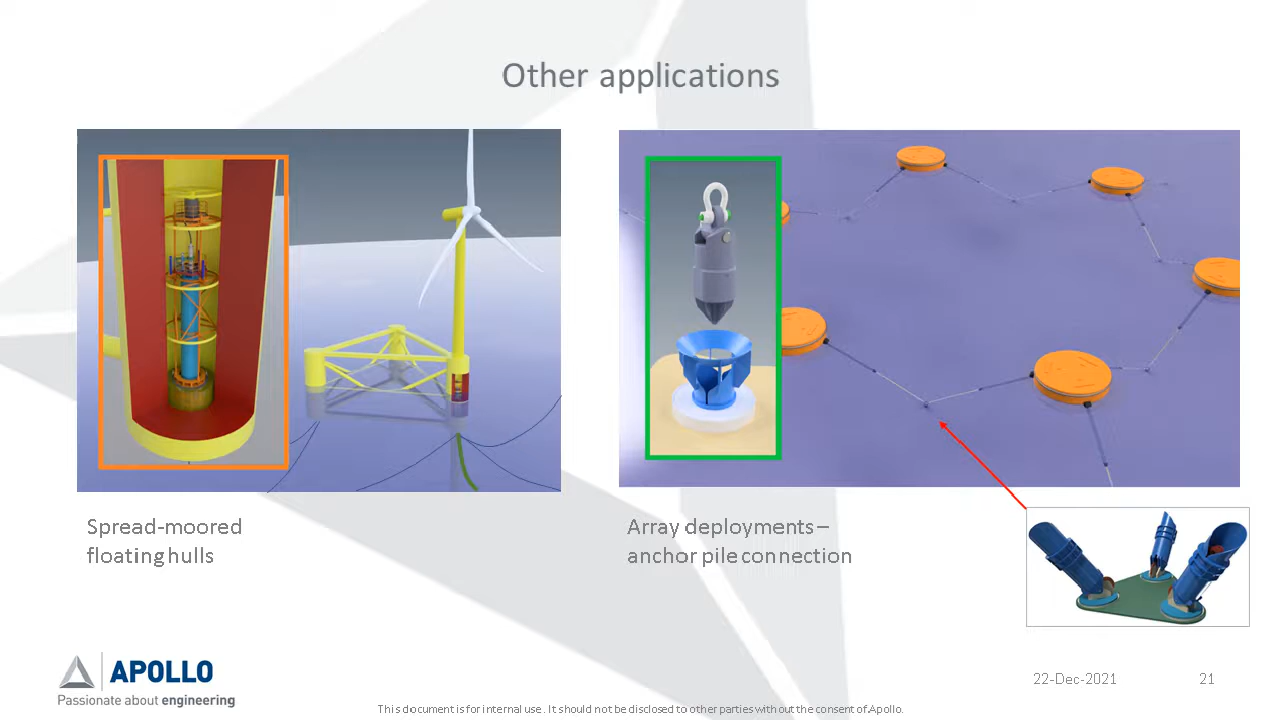 Other applications
Spread-moored
floating hulls
Array deployments –
anchor pile connection
APOLLO
Passionate about engineering
22-Dec-2021
21
This document is for internal use. It should not be disclosed to other parties without the consent of Apollo.